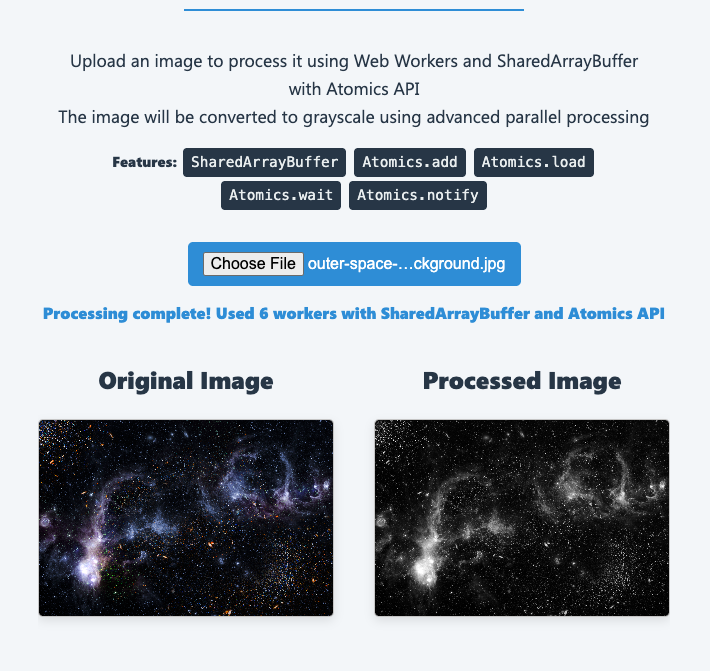 Upload an image to process it using Web Workers and SharedArrayBuffer
with Atomics API
The image will be converted to grayscale using advanced parallel processing
Features: SharedArrayBuffer Atomics.add Atomics.load
Atomics.wait Atomics.notify
Choose File outer-space-...ckground.jpg
Processing complete! Used 6 workers with SharedArrayBuffer and Atomics API
Original Image Processed Image